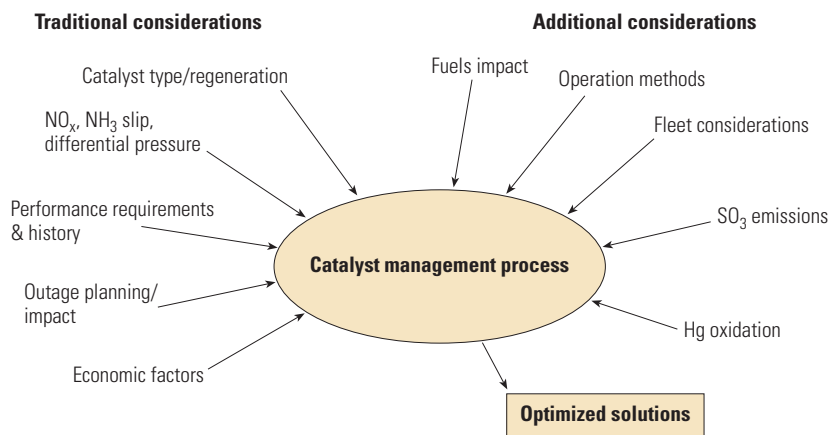 Traditional considerations
Additional considerations
Catalyst type/regeneration
Fuels impact
Operation methods
NOₓ, NH₃ slip,
differential pressure
Fleet considerations
Performance requirements
& history
SO₃ emissions
Catalyst management process
Outage planning/
impact
Hg oxidation
Economic factors
Optimized solutions